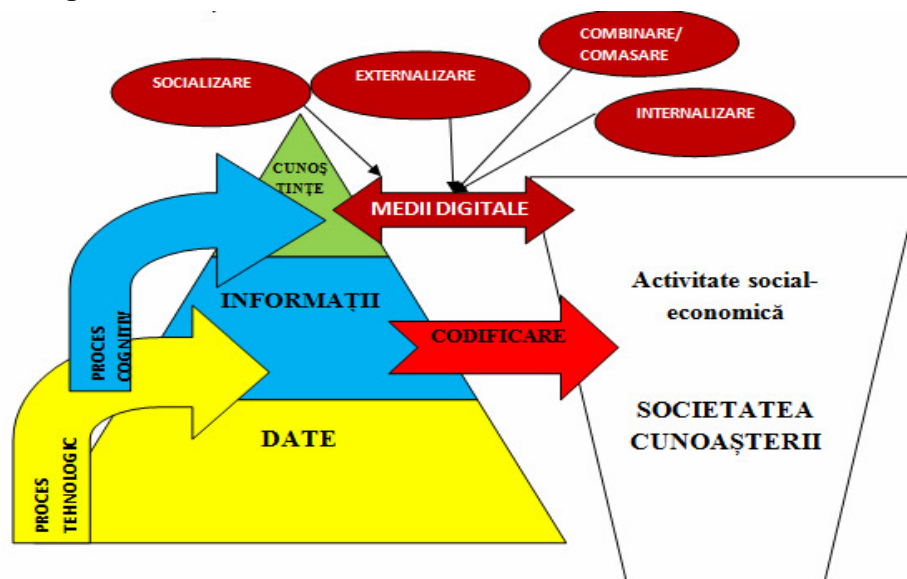 COMBINARE/
COMASARE
EXTERNALIZARE
SOCIALIZARE
INTERNALIZARE
CUNOȘ
TINȚE
MEDII DIGITALE
INFORMAȚII
CODIFICARE
DATE
PROCES
COGNITIV
PROCES
TEHNOLOGIC
Activitate social-
economică
SOCIETATEA
CUNOAȘTERII